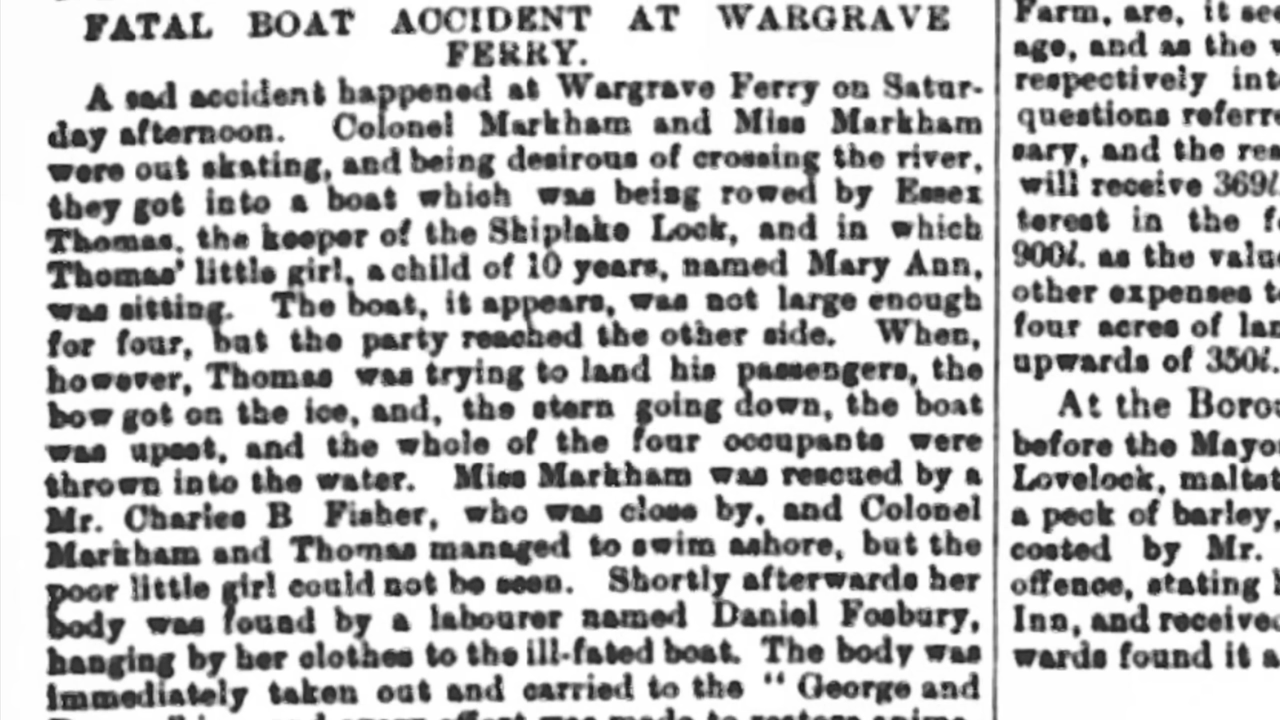 FATAL BOAT ACCIDENT AT WARGRAVE
FERRY.
A sad accident happened at Wargrave Ferry on Satur-
day afternoon. Colonel Markham and Miss Markham
were out skating, and being desirous of crossing the river,
they got into a boat which was being rowed by Essex
Thomas, the keeper of the Shiplake Lock, and in which
Thomas' little girl, a child of 10 years, named Mary Ann,
was sitting. The boat, it appears, was not large enough
for four, but the party reached the other side. When,
however, Thomas was trying to land his passengers, the
bow got on the ice, and, the stern going down, the boat
was upset, and the whole of the four occupants were
thrown into the water. Miss Markham was rescued by a
Mr. Charles B Fisher, who was close by, and Colonel
Markham and Thomas managed to swim ashore, but the
poor little girl could not be seen. Shortly afterwards her
body was found by a labourer named Daniel Fosbury,
hanging by her clothes to the ill-fated boat. The body was
immediately taken out and carried to the “ George and
Farm, are, it
age, and as the
respectively
questions
sary, and the
will receive 369l
terest in the
900l. as the
other expenses
four acres of
upwards of 350l.
At the
before the
Lovelock,
a peck of barley,
costed by Mr.
offence, stating
Inn, and
wards found it